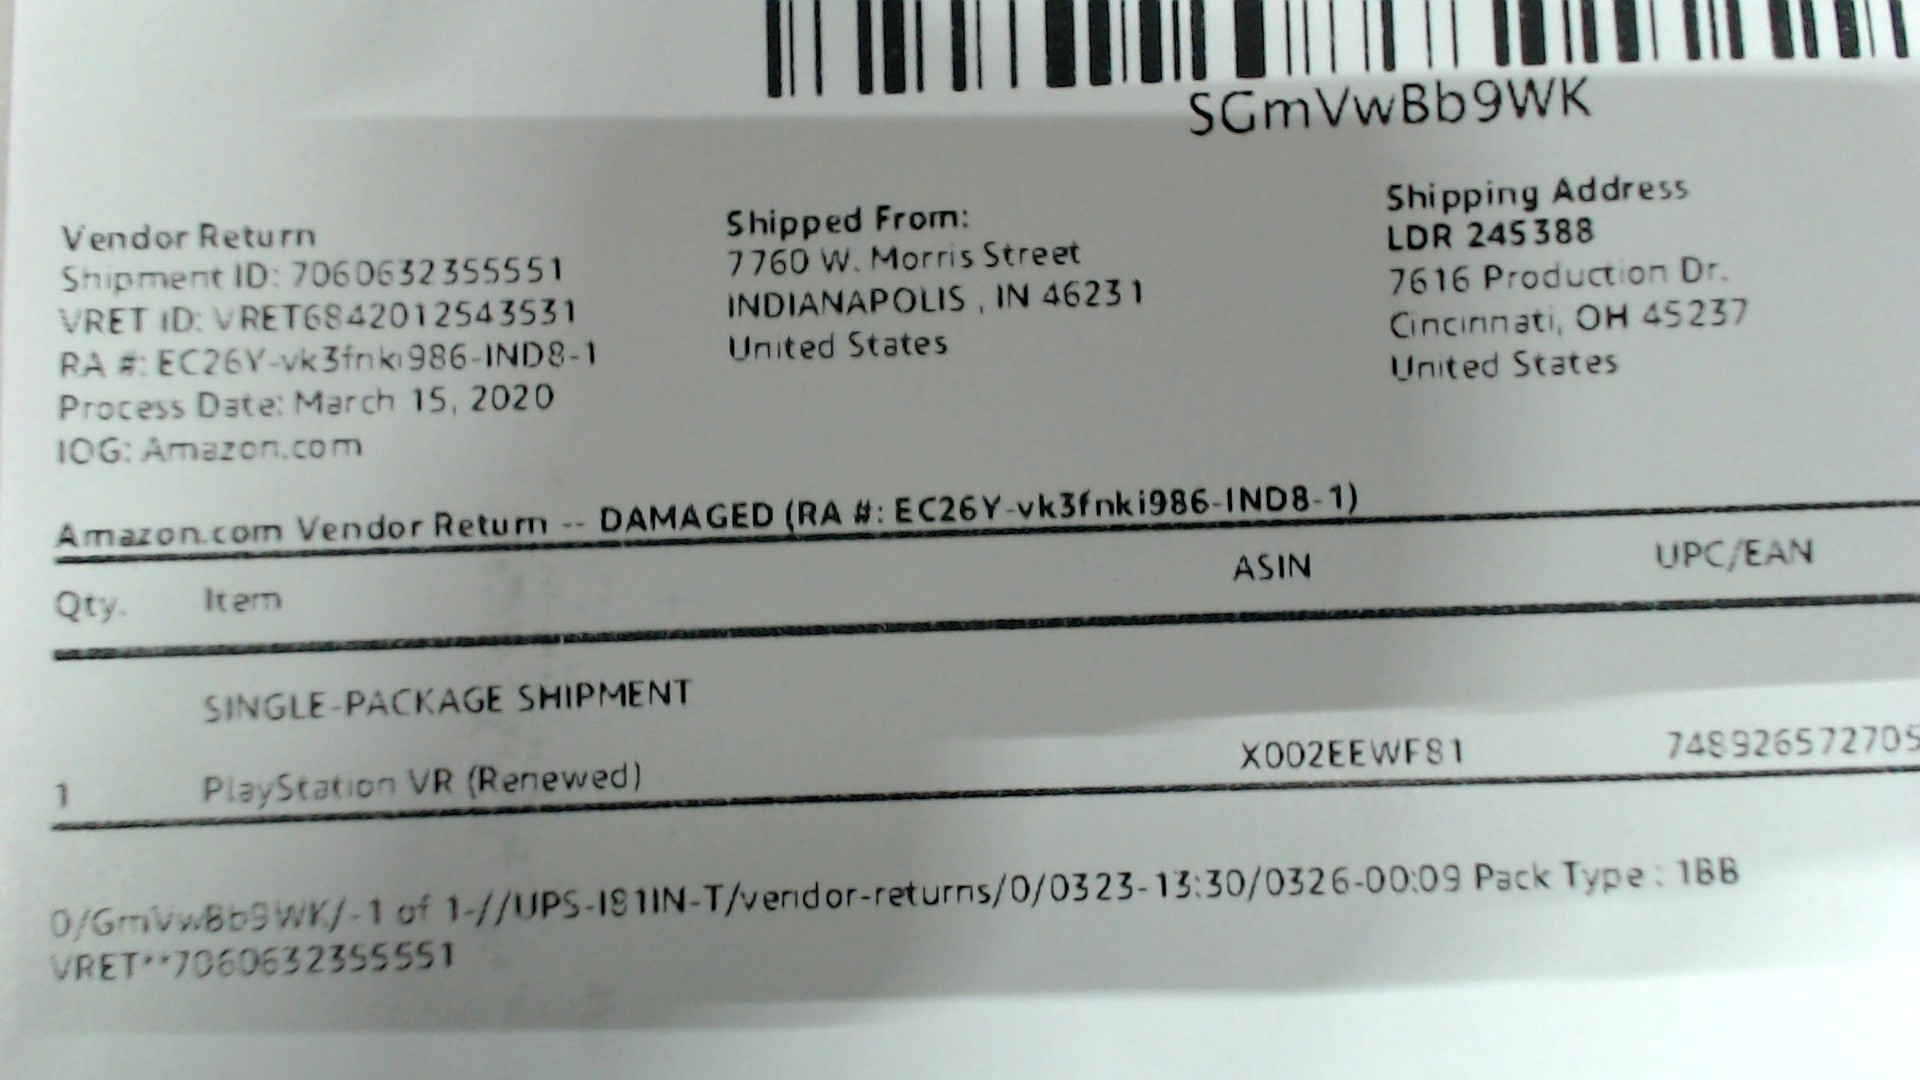 SGmVwBb9WK
Vendor Return
Shipment ID: 7060632355551
VRET ID: VRET6842012543531
RA #: EC26Y-vk3fnki986-IND8-1
Process Date: March 15, 2020
IOG: Amazon.com
Shipped From:
7760 W. Morris Street
INDIANAPOLIS , IN 46231
United States
Shipping Address
LDR 245388
7616 Production Dr.
Cincinnati, OH 45237
United States
Amazon.com Vendor Return -- DAMAGED (RA #: EC26Y-vk3fnki986-IND8-1)
Qty. Item ASIN UPC/EAN
SINGLE-PACKAGE SHIPMENT
1 PlayStation VR (Renewed) X002EEWF81 748926572705
0/GmVwBb9WK/-1 of 1-//UPS-I81IN-T/vendor-returns/0/0323-13:30/0326-00:09 Pack Type : 1BB
VRET**7060632355551